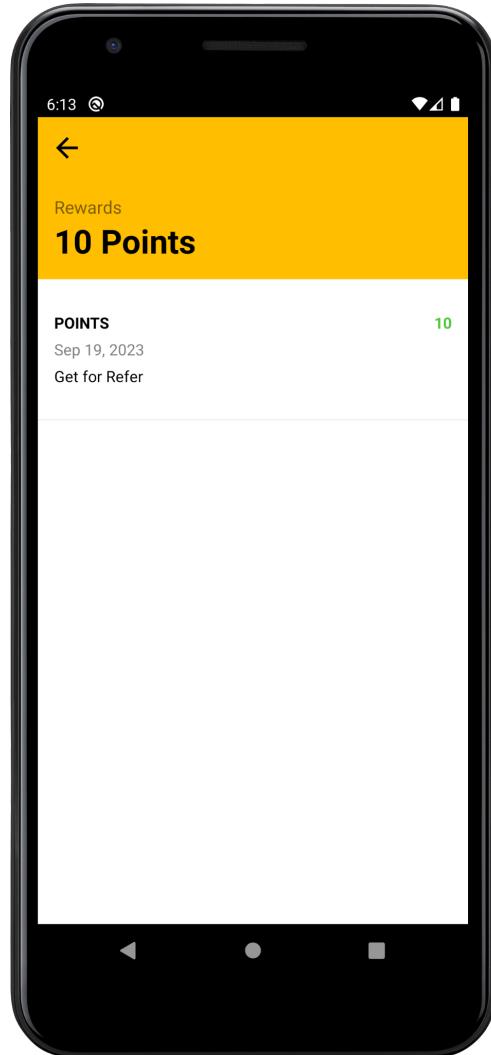 6:13
Rewards
10 Points
POINTS 10
Sep 19, 2023
Get for Refer